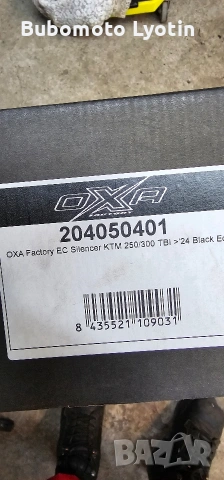 Bubomoto Lyotin
OXA
FACTORY
204050401
OXA Factory EC Silencer KTM 250/300 TBI >'24 Black Ed
8 435521 109031
bazar